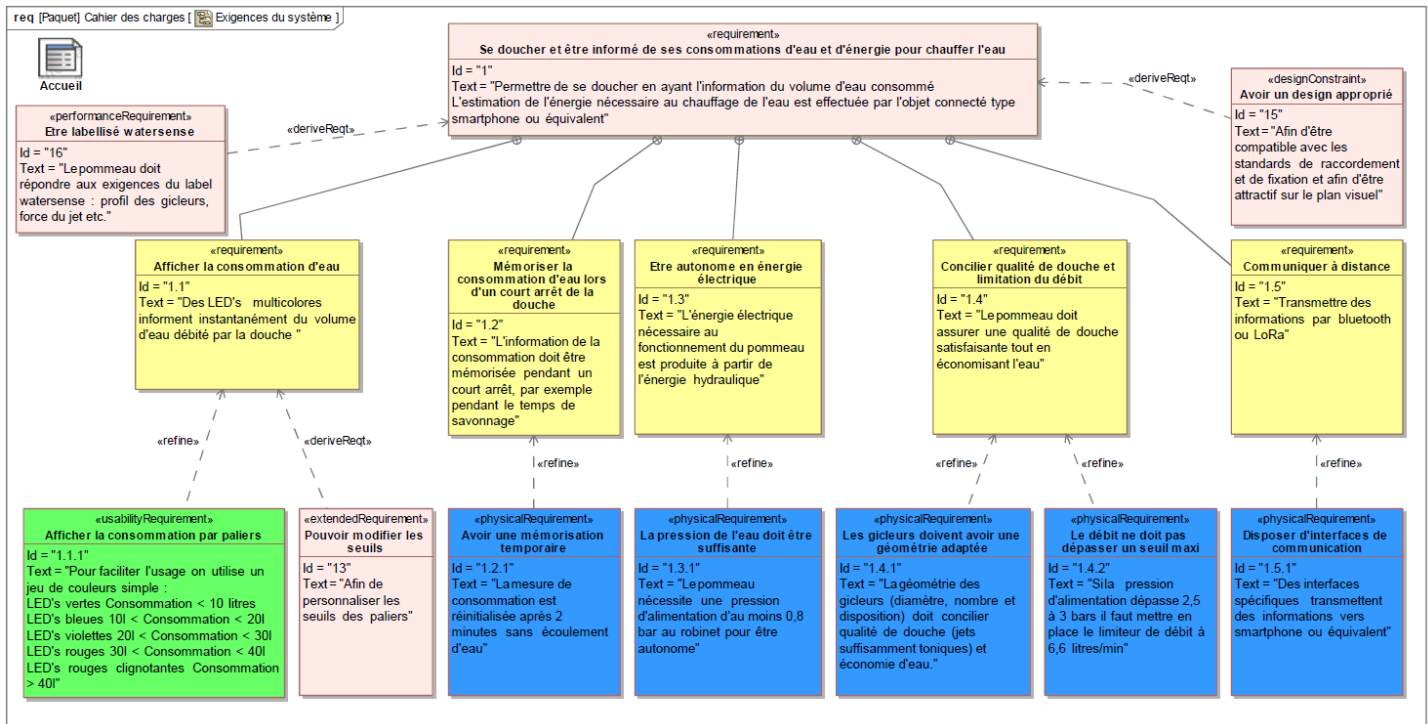 req [Paquet] Cahier des charges [ Exigences du système ]
Accueil
«requirement»
Se doucher et être informé de ses consommations d'eau et d'énergie pour chauffer l'eau
Id = "1"
Text = "Permettre de se doucher en ayant l'information du volume d'eau consommé
L'estimation de l'énergie nécessaire au chauffage de l'eau est effectuée par l'objet connecté type
smartphone ou équivalent"
«deriveReqt»
«designConstraint»
Avoir un design approprié
Id = "15"
Text = "Afin d'être
compatible avec les
standards de raccordement
et de fixation et afin d'être
attractif sur le plan visuel"
«performanceRequirement»
Etre labellisé watersense
Id = "16"
Text = "Le pommeau doit
répondre aux exigences du label
watersense : profil des gicleurs,
force du jet etc."
«deriveReqt»
«requirement»
Afficher la consommation d'eau
Id = "1.1"
Text = "Des LED's multicolores
informent instantanément du volume
d'eau débité par la douche "
«requirement»
Mémoriser la
consommation d'eau lors
d'un court arrêt de la
douche
Id = "1.2"
Text = "L'information de la
consommation doit être
mémorisée pendant un
court arrêt, par exemple
pendant le temps de
savonnage"
«requirement»
Etre autonome en énergie
électrique
Id = "1.3"
Text = "L'énergie électrique
nécessaire au
fonctionnement du pommeau
est produite à partir de
l'énergie hydraulique"
«requirement»
Concilier qualité de douche et
limitation du débit
Id = "1.4"
Text = "Le pommeau doit
assurer une qualité de douche
satisfaisante tout en
économisant l'eau"
«requirement»
Communiquer à distance
Id = "1.5"
Text = "Transmettre des
informations par bluetooth
ou LoRa"
«refine»
«deriveReqt»
«refine»
«refine»
«refine»
«refine»
«refine»
«usabilityRequirement»
Afficher la consommation par paliers
Id = "1.1.1"
Text = "Pour faciliter l'usage on utilise un
jeu de couleurs simple :
LED's vertes Consommation < 10 litres
LED's bleues 10l < Consommation < 20l
LED's violettes 20l < Consommation < 30l
LED's rouges 30l < Consommation < 40l
LED's rouges clignotantes Consommation
> 40l"
«extendedRequirement»
Pouvoir modifier les
seuils
Id = "13"
Text = "Afin de
personnaliser les
seuils des paliers"
«physicalRequirement»
Avoir une mémorisation
temporaire
Id = "1.2.1"
Text = "La mesure de
consommation est
réinitialisée après 2
minutes sans écoulement
d'eau"
«physicalRequirement»
La pression de l'eau doit être
suffisante
Id = "1.3.1"
Text = "Le pommeau
nécessite une pression
d'alimentation d'au moins 0,8
bar au robinet pour être
autonome"
«physicalRequirement»
Les gicleurs doivent avoir une
géométrie adaptée
Id = "1.4.1"
Text = "La géométrie des
gicleurs (diamètre, nombre et
disposition) doit concilier
qualité de douche (jets
suffisamment toniques) et
économie d'eau."
«physicalRequirement»
Le débit ne doit pas
dépasser un seuil maxi
Id = "1.4.2"
Text = "Si la pression
d'alimentation dépasse 2,5
à 3 bars il faut mettre en
place le limiteur de débit à
6,6 litres/min"
«physicalRequirement»
Disposer d'interfaces de
communication
Id = "1.5.1"
Text = "Des interfaces
spécifiques transmettent
des informations vers
smartphone ou équivalent"